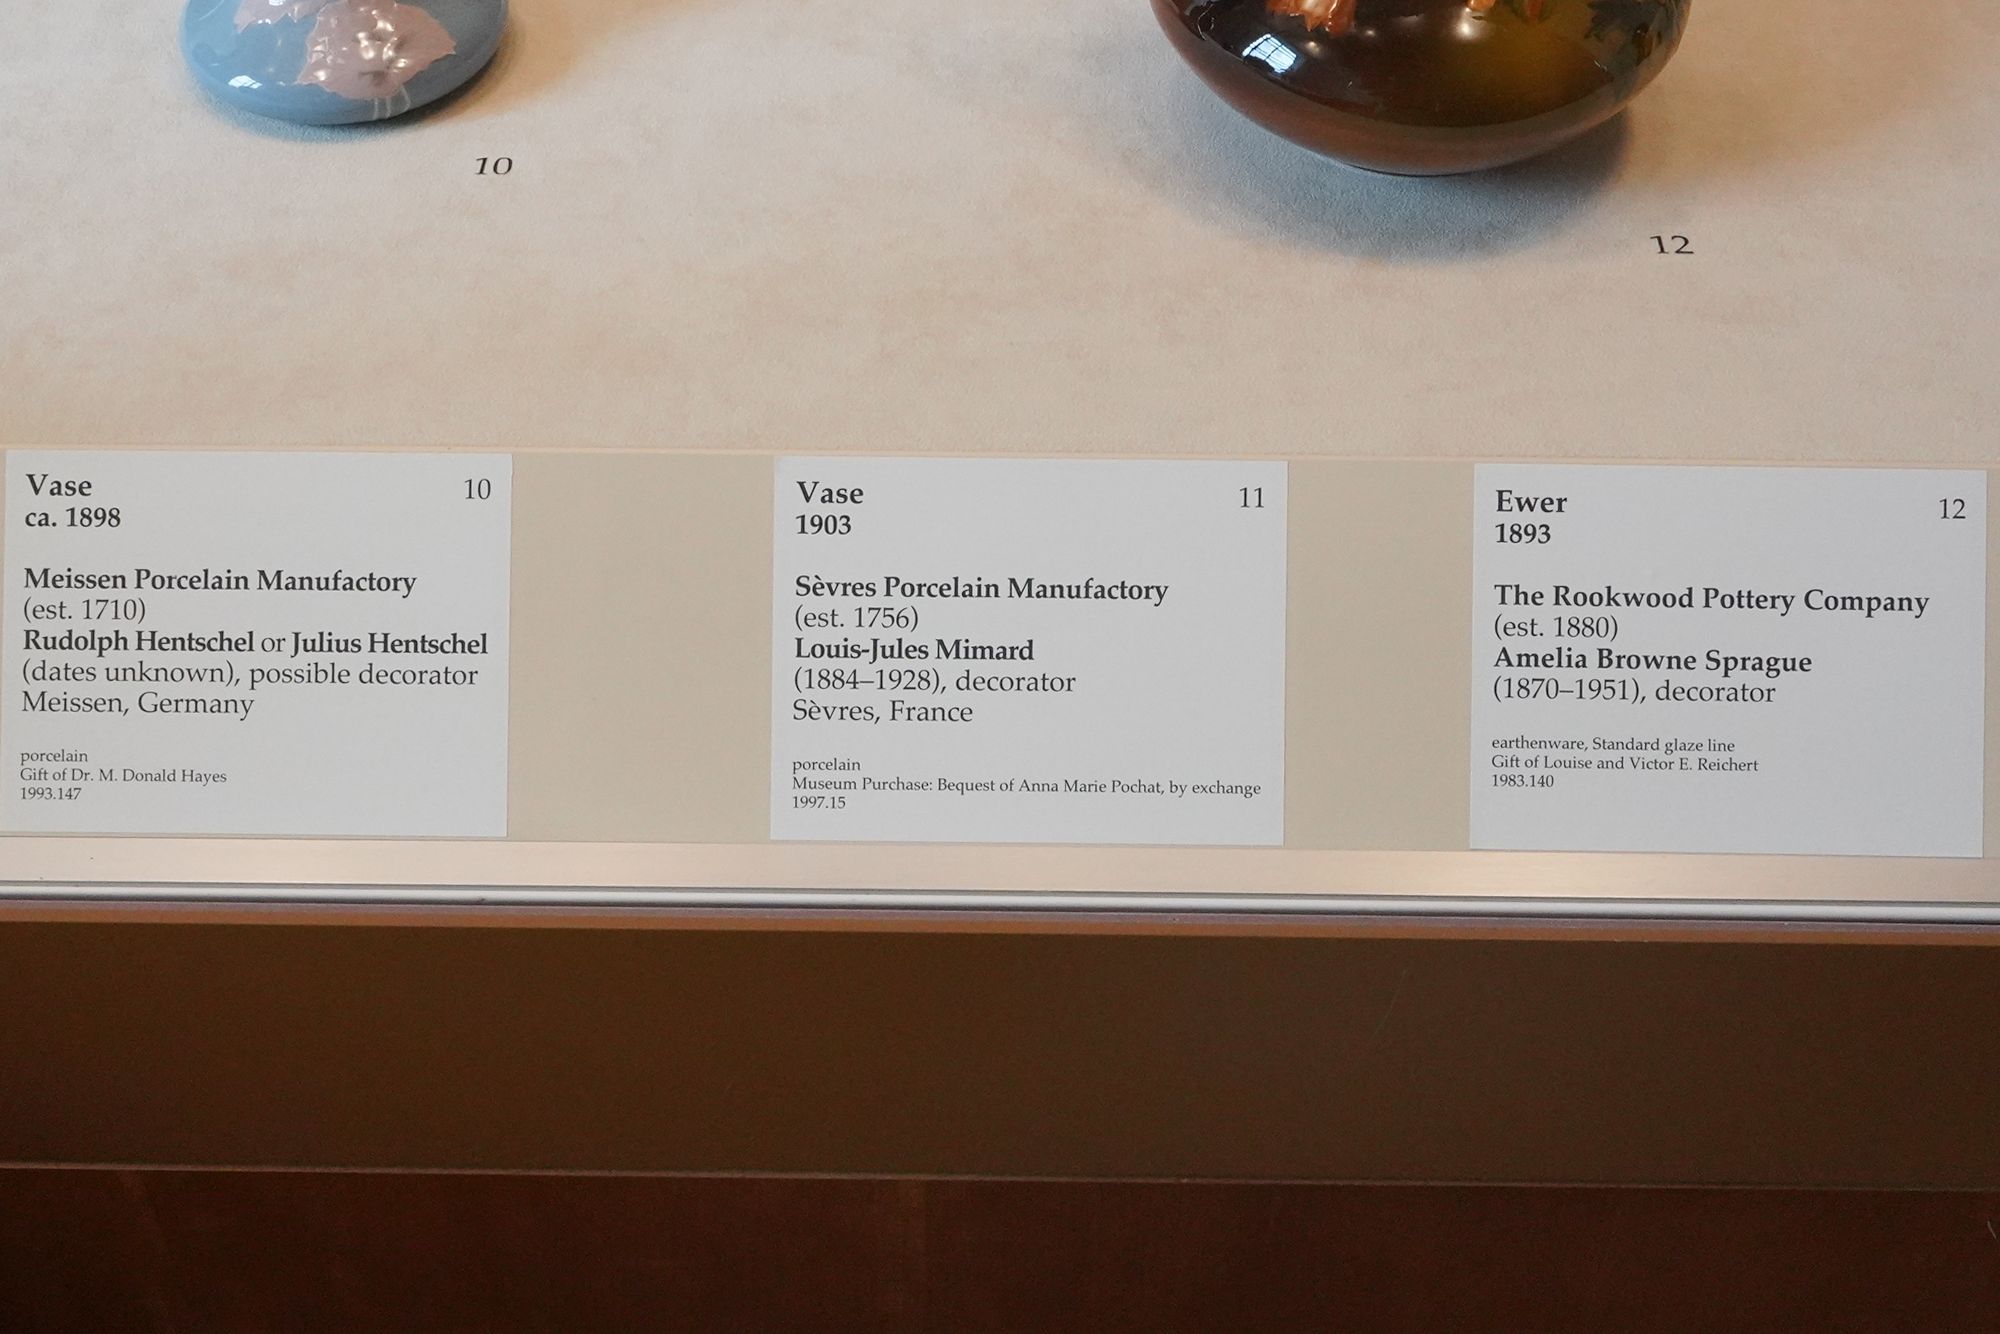 10
12
Vase
10
ca. 1898
Meissen Porcelain Manufactory
(est. 1710)
Rudolph Hentschel or Julius Hentschel
(dates unknown), possible decorator
Meissen, Germany
porcelain
Gift of Dr. M. Donald Hayes
1993.147
Vase
11
1903
Sèvres Porcelain Manufactory
(est. 1756)
Louis-Jules Mimard
(1884–1928), decorator
Sèvres, France
porcelain
Museum Purchase: Bequest of Anna Marie Pochat, by exchange
1997.15
Ewer
12
1893
The Rookwood Pottery Company
(est. 1880)
Amelia Browne Sprague
(1870–1951), decorator
earthenware, Standard glaze line
Gift of Louise and Victor E. Reichert
1983.140